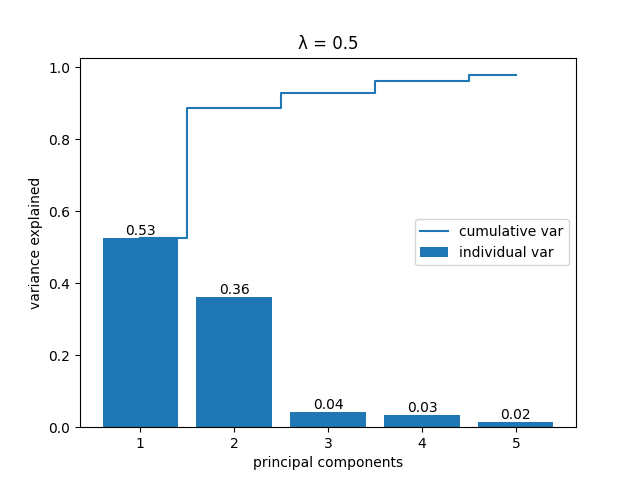 λ = 0.5
variance explained
1.0
0.8
0.6
0.4
0.2
0.0
0.53
0.36
0.04
0.03
0.02
cumulative var
individual var
1 2 3 4 5
principal components